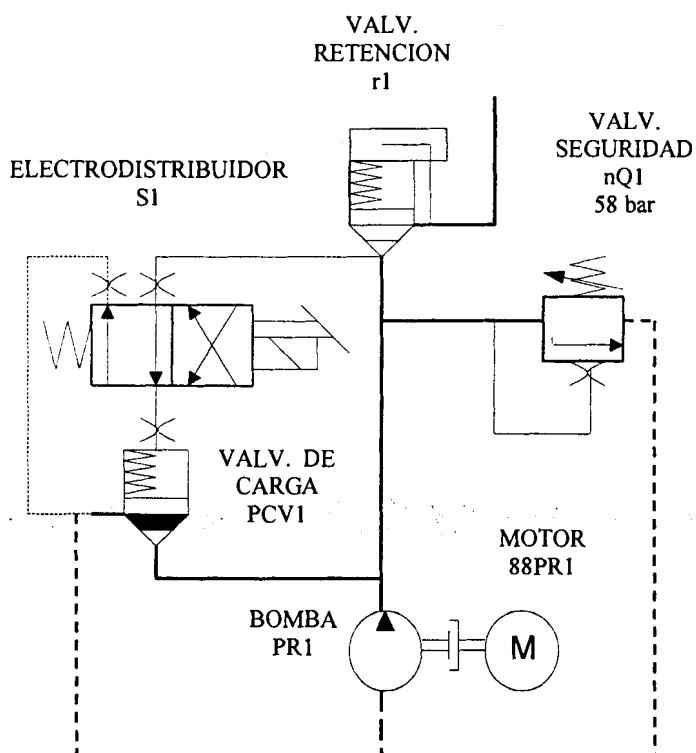 VALV.
RETENCION
r1
VALV.
SEGURIDAD
nQ1
58 bar
ELECTRODISTRIBUIDOR
S1
VALV. DE
CARGA
PCV1
MOTOR
88PR1
BOMBA
PR1
M